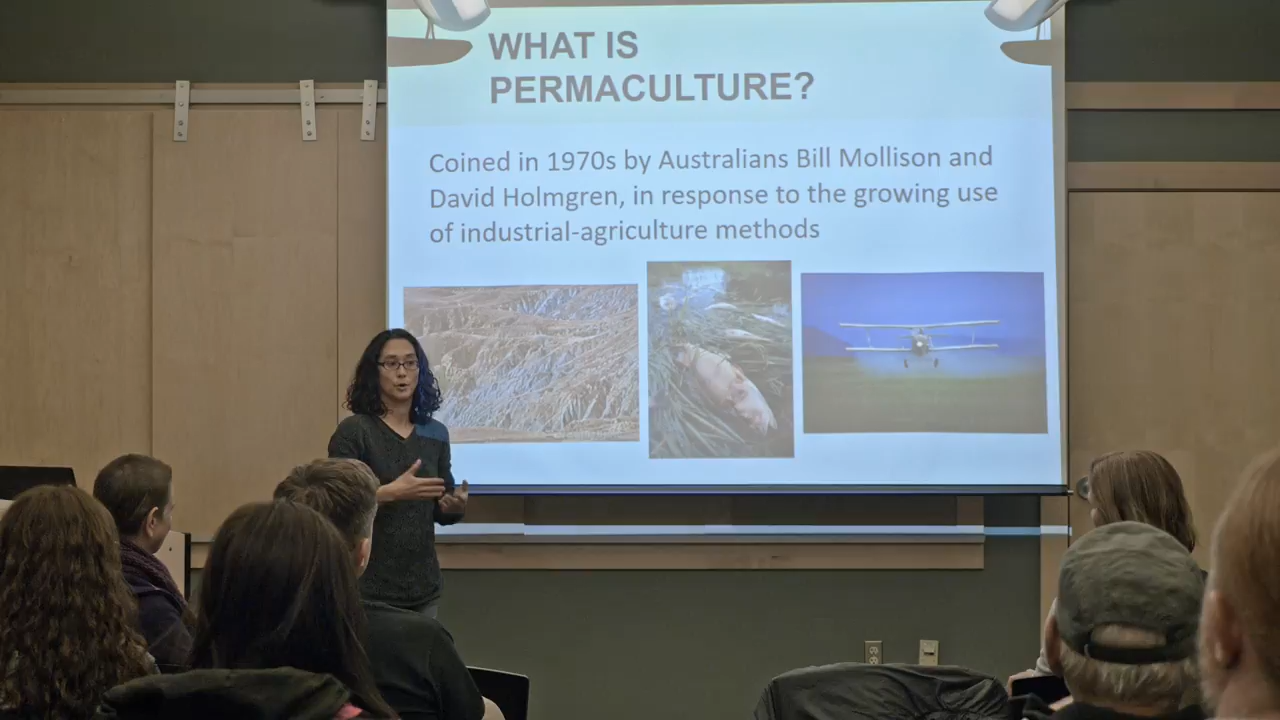 WHAT IS
PERMACULTURE?
Coined in 1970s by Australians Bill Mollison and
David Holmgren, in response to the growing use
of industrial-agriculture methods